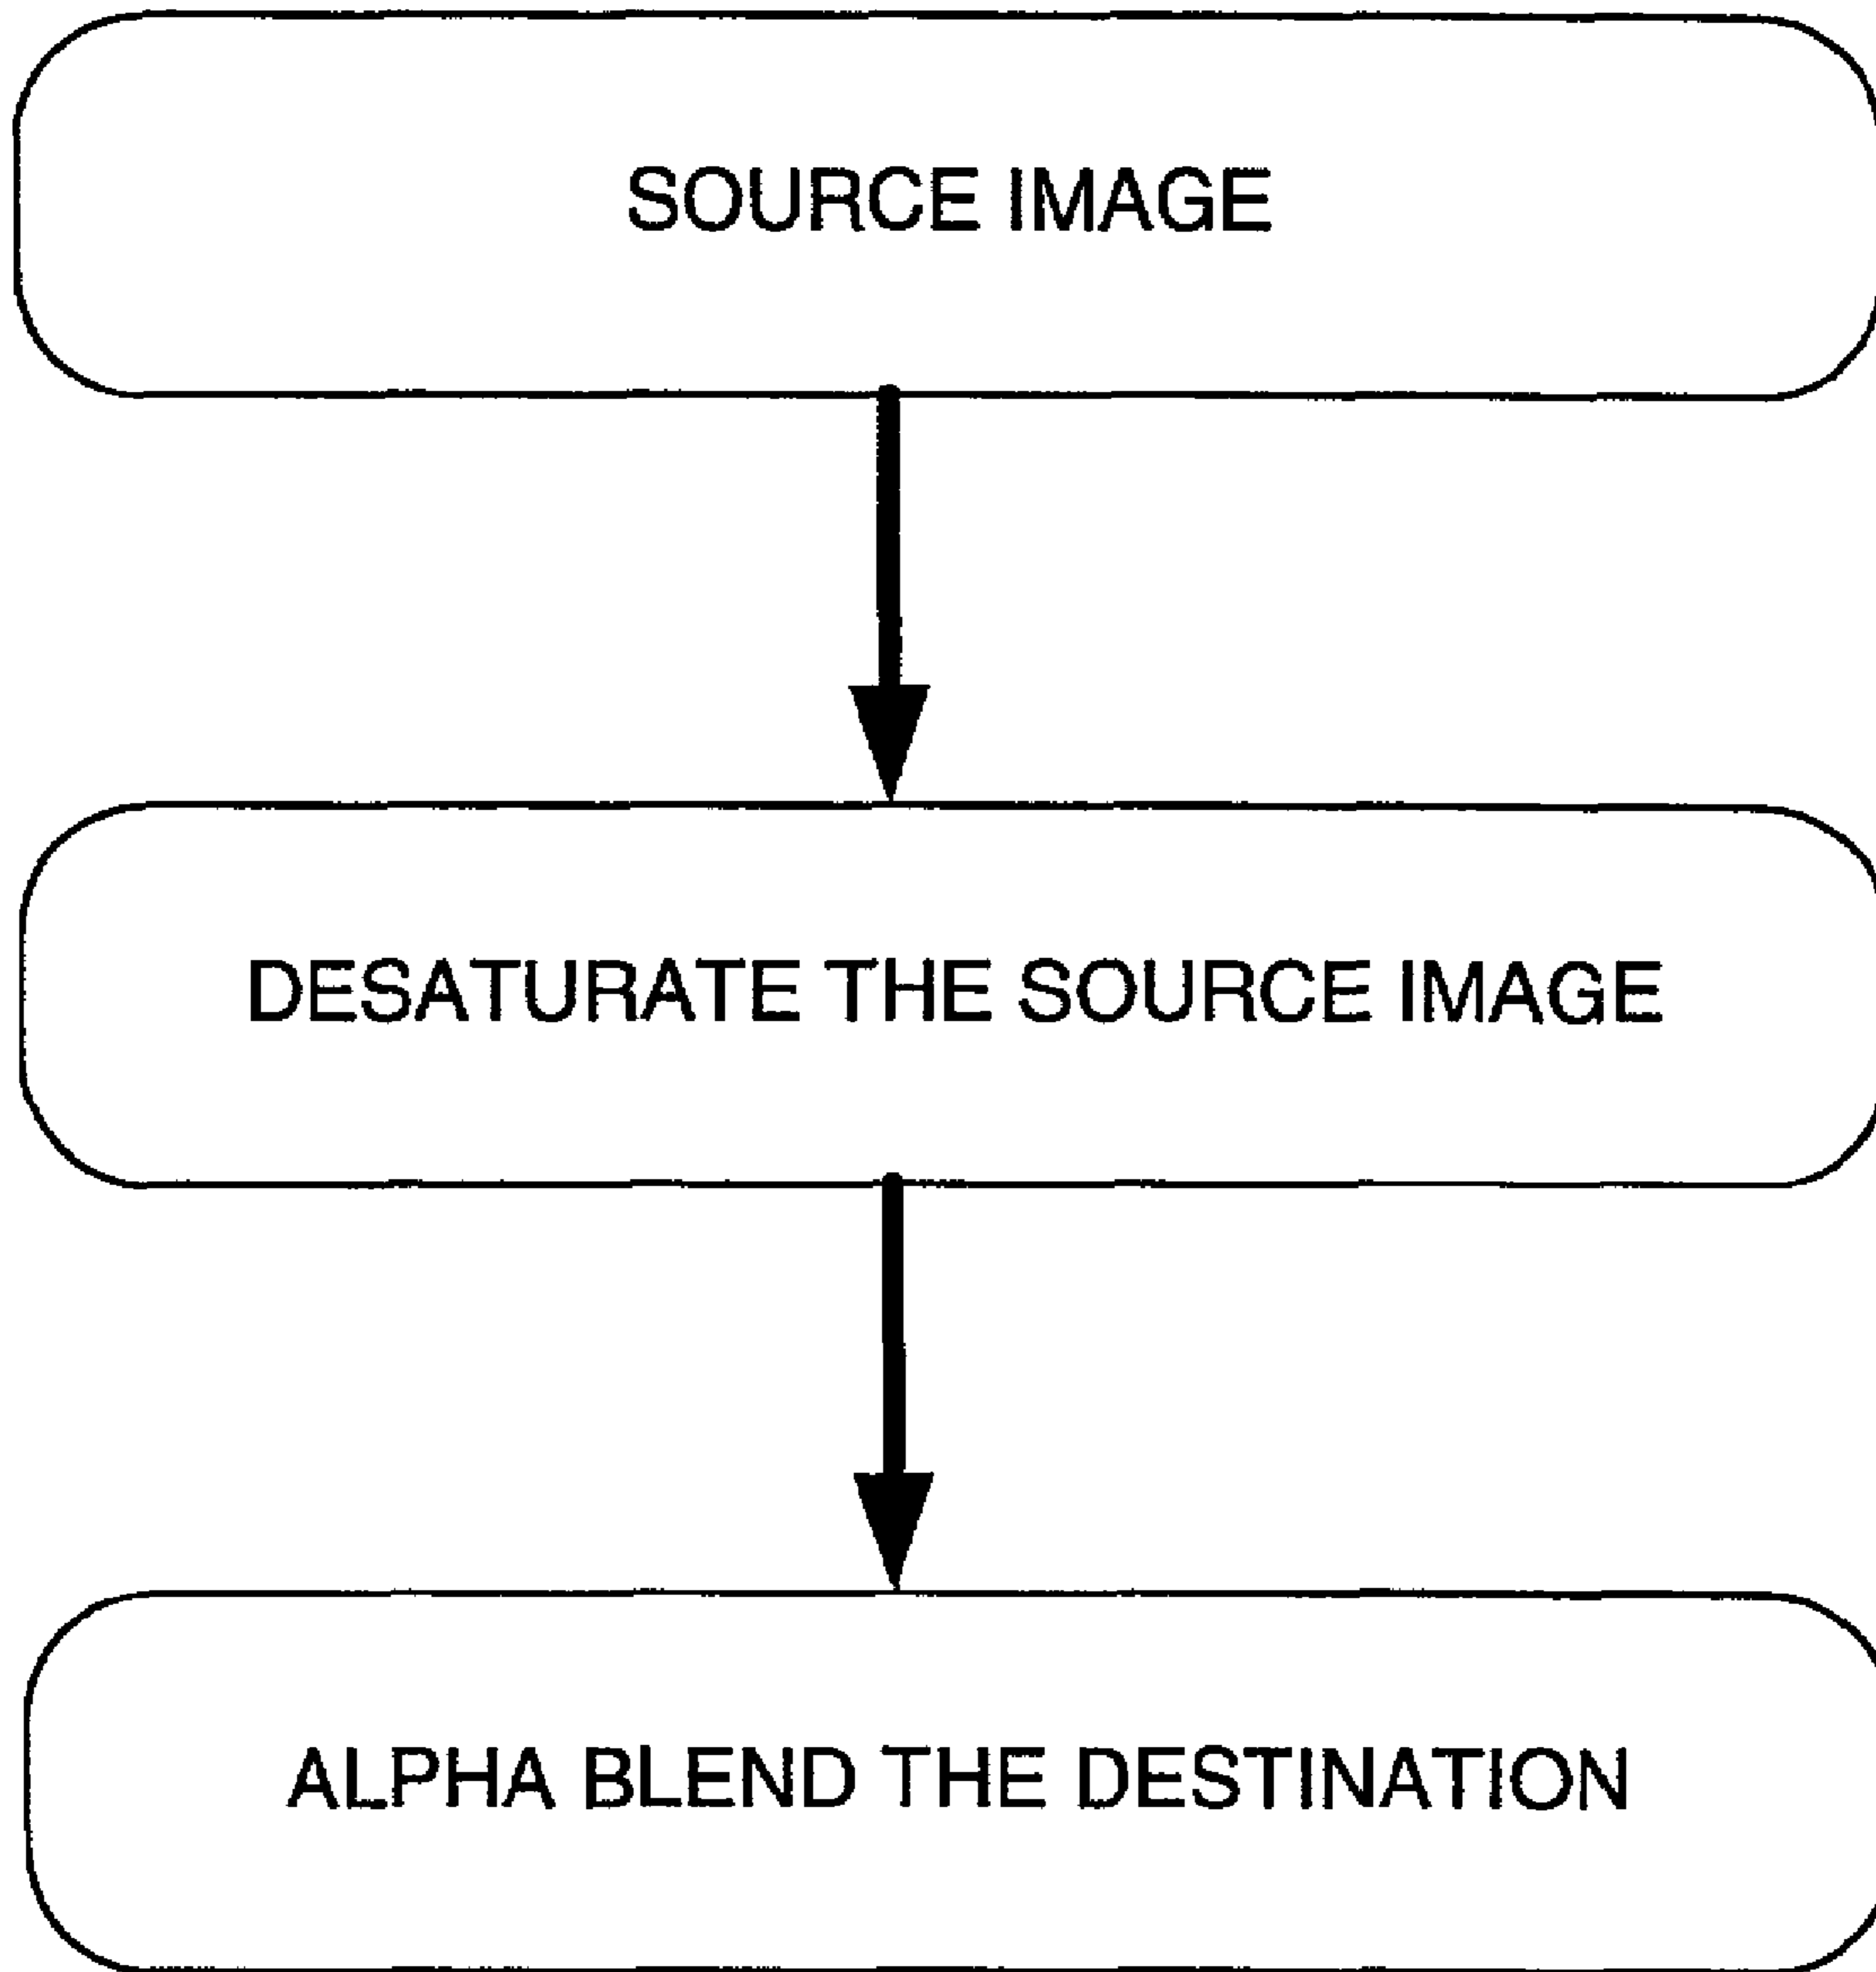 SOURCE IMAGE
DESATURATE THE SOURCE IMAGE
ALPHA BLEND THE DESTINATION